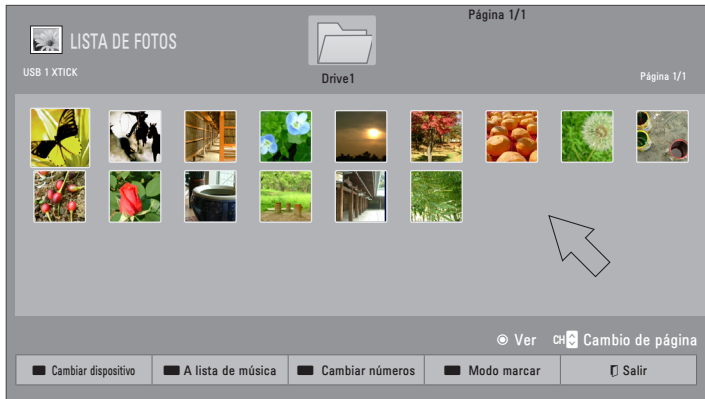 Página 1/1
LISTA DE FOTOS
USB 1 XTICK
Drive1
Página 1/1
Ver CH Cambio de página
Cambiar dispositivo A lista de música Cambiar números Modo marcar Salir